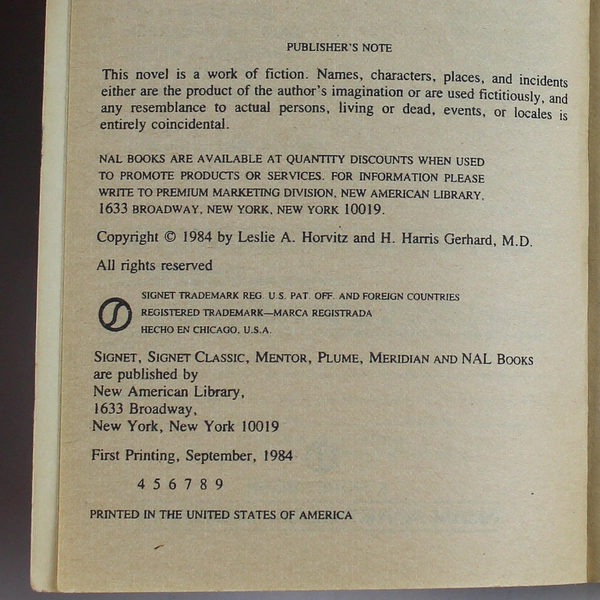 PUBLISHER'S NOTE
This novel is a work of fiction. Names, characters, places, and incidents
either are the product of the author's imagination or are used fictitiously, and
any resemblance to actual persons, living or dead, events, or locales is
entirely coincidental.
NAL BOOKS ARE AVAILABLE AT QUANTITY DISCOUNTS WHEN USED
TO PROMOTE PRODUCTS OR SERVICES. FOR INFORMATION PLEASE
WRITE TO PREMIUM MARKETING DIVISION, NEW AMERICAN LIBRARY,
1633 BROADWAY, NEW YORK, NEW YORK 10019.
Copyright © 1984 by Leslie A. Horvitz and H. Harris Gerhard, M.D.
All rights reserved
SIGNET TRADEMARK REG. U.S. PAT. OFF. AND FOREIGN COUNTRIES
REGISTERED TRADEMARK—MARCA REGISTRADA
HECHO EN CHICAGO, U.S.A.
SIGNET, SIGNET CLASSIC, MENTOR, PLUME, MERIDIAN AND NAL BOOKS
are published by
New American Library,
1633 Broadway,
New York, New York 10019
First Printing, September, 1984
4 5 6 7 8 9
PRINTED IN THE UNITED STATES OF AMERICA